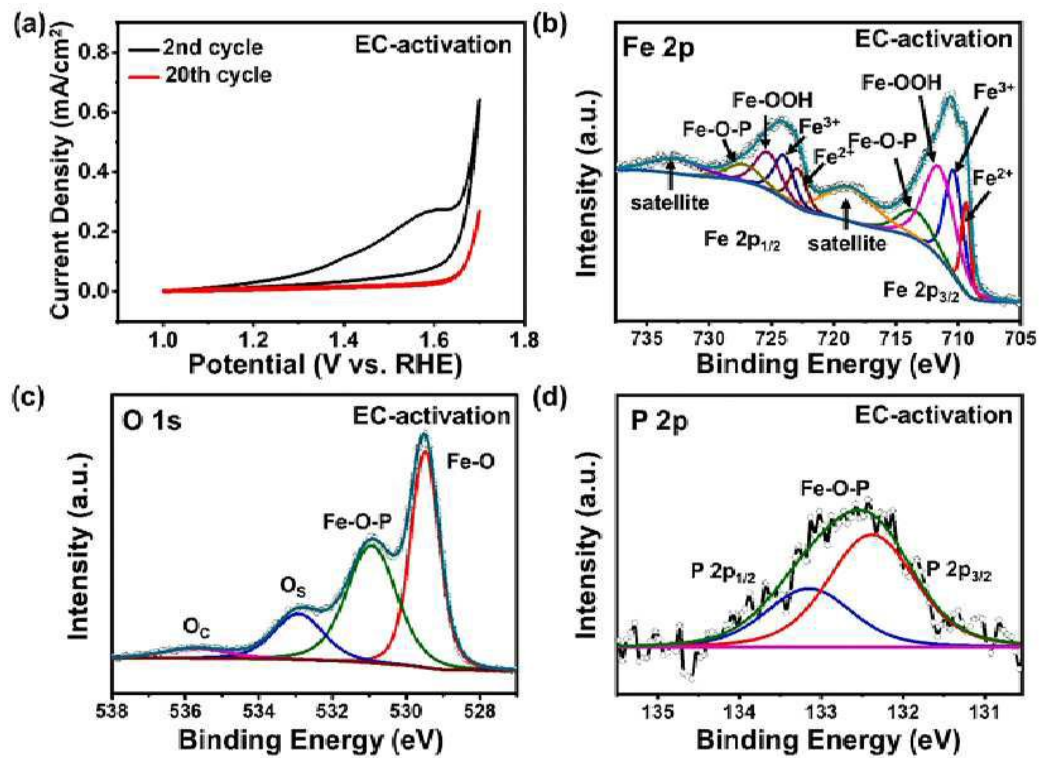 (a)
EC-activation
2nd cycle
20th cycle
0.8
0.6
0.4
0.2
0.0
Current Density (mA/cm²)
1.0 1.2 1.4 1.6 1.8
Potential (V vs. RHE)
(b)
Fe 2p
EC-activation
Fe-OOH
Fe-O-P
Fe³⁺
Fe²⁺
satellite
Fe 2p₁/₂
satellite
Fe-OOH
Fe³⁺
Fe-O-P
Fe²⁺
Fe 2p₃/₂
Intensity (a.u.)
735 730 725 720 715 710 705
Binding Energy (eV)
(c)
O 1s
EC-activation
Fe-O
Fe-O-P
O_S
O_C
Intensity (a.u.)
538 536 534 532 530 528
Binding Energy (eV)
(d)
P 2p
EC-activation
Fe-O-P
P 2p₁/₂
P 2p₃/₂
Intensity (a.u.)
135 134 133 132 131
Binding Energy (eV)